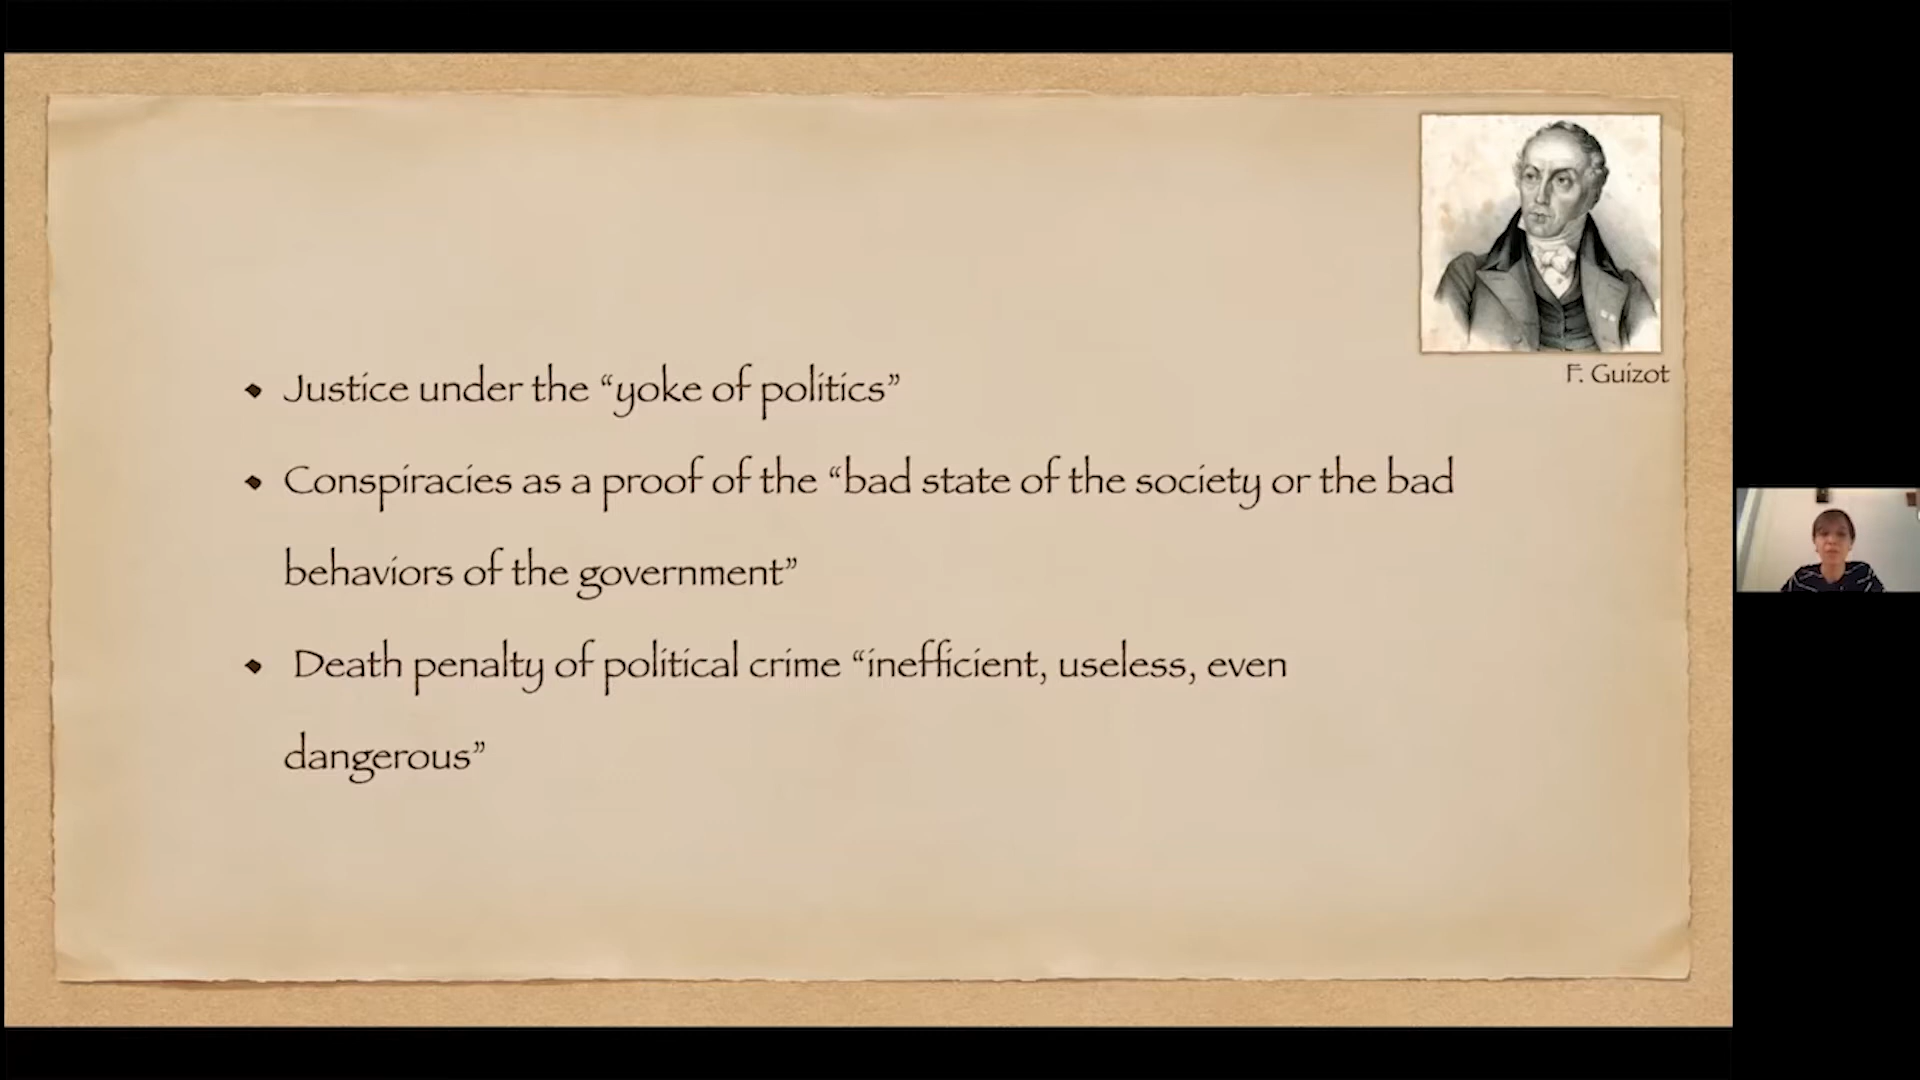 F. Guizot
Justice under the “yoke of politics”
Conspiracies as a proof of the “bad state of the society or the bad
behaviors of the government”
Death penalty of political crime “inefficient, useless, even
dangerous”